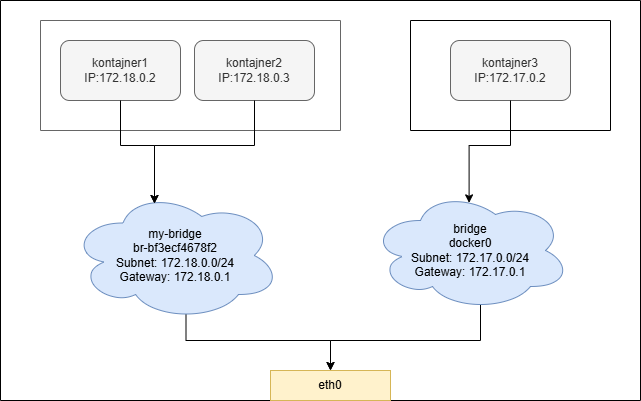 kontajner1
IP:172.18.0.2
kontajner2
IP:172.18.0.3
kontajner3
IP:172.17.0.2
my-bridge
br-bf3ecf4678f2
Subnet: 172.18.0.0/24
Gateway: 172.18.0.1
bridge
docker0
Subnet: 172.17.0.0/24
Gateway: 172.17.0.1
eth0